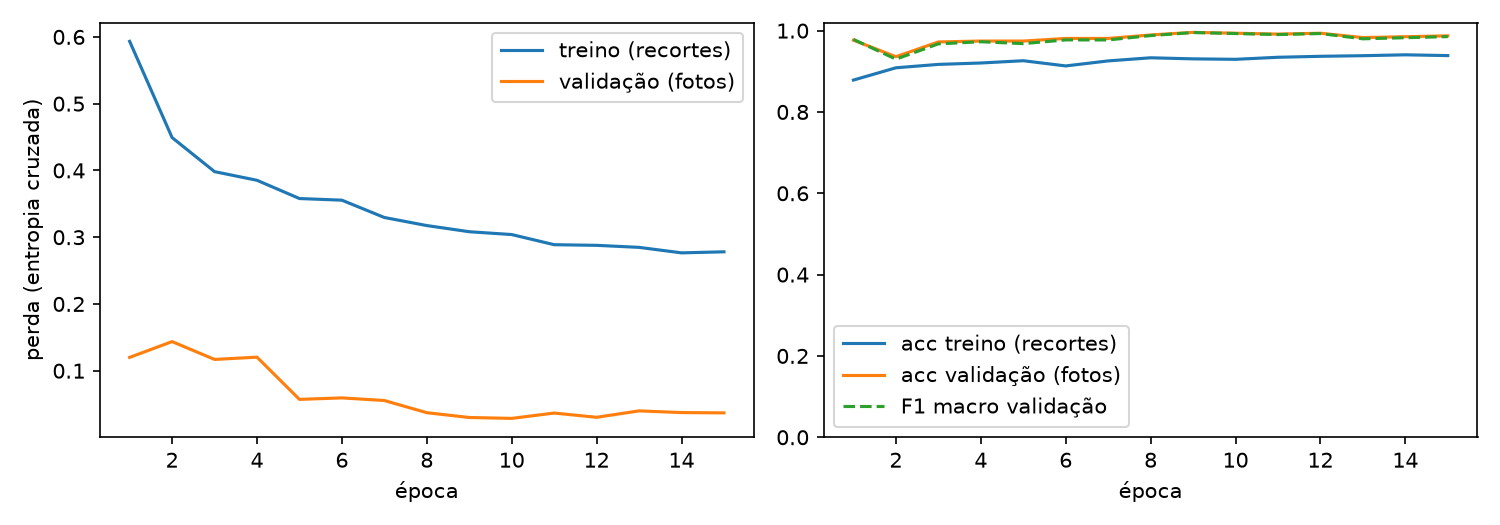 perda (entropia cruzada)
0.6
0.5
0.4
0.3
0.2
0.1
treino (recortes)
validação (fotos)
2 4 6 8 10 12 14
época
1.0
0.8
0.6
0.4
0.2
0.0
acc treino (recortes)
acc validação (fotos)
F1 macro validação
2 4 6 8 10 12 14
época